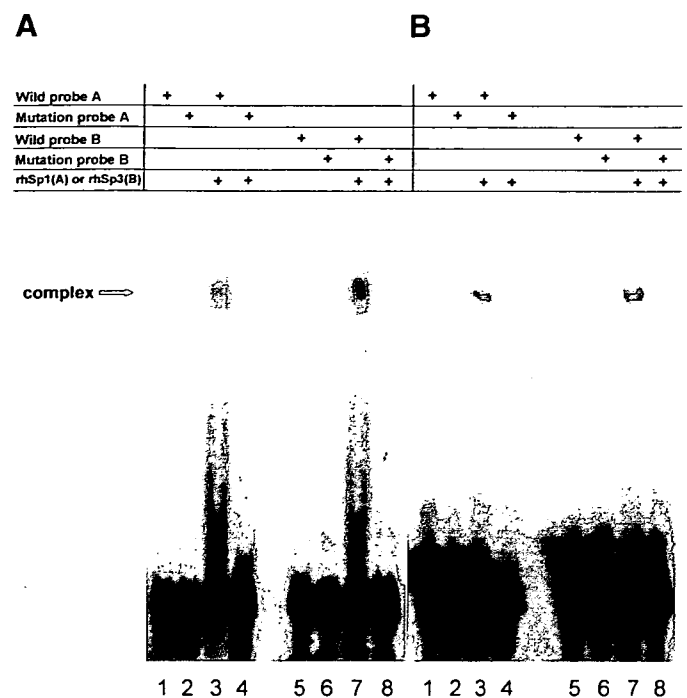 A B
Wild probe A + + + +
Mutation probe A + + + +
Wild probe B + + + +
Mutation probe B + + + +
rhSp1(A) or rhSp3(B) + + + + + + + +
complex
1 2 3 4 5 6 7 8 1 2 3 4 5 6 7 8